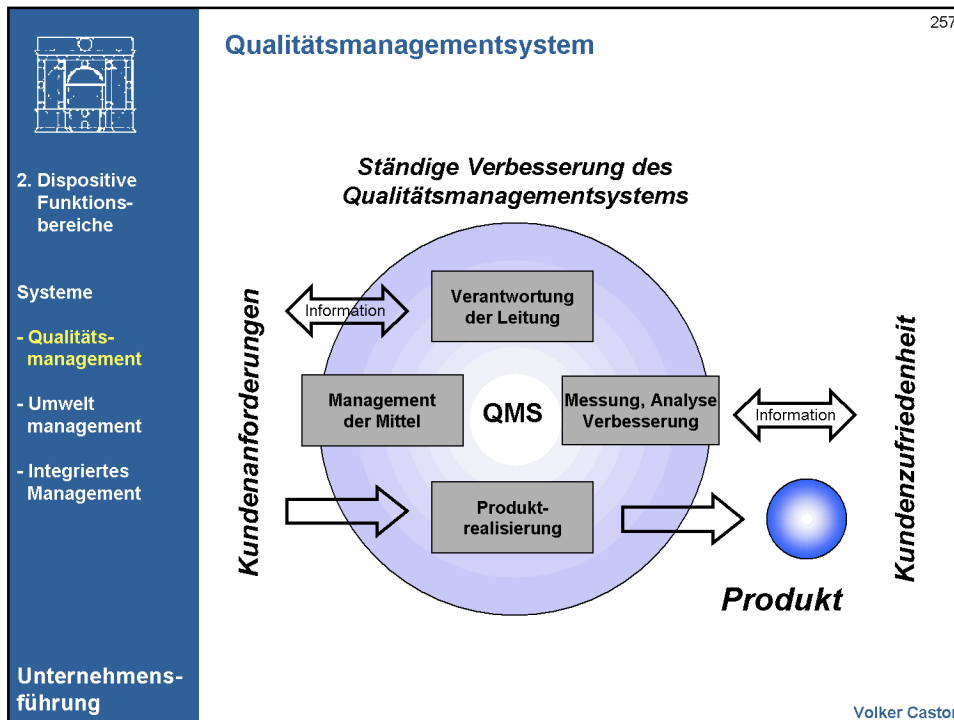 257
Qualitätsmanagementsystem
2. Dispositive
Funktions-
bereiche
Systeme
- Qualitäts-
management
- Umwelt
management
- Integriertes
Management
Unternehmens-
führung
Ständige Verbesserung des
Qualitätsmanagementsystems
Kundenanforderungen
Information
Verantwortung
der Leitung
Management
der Mittel
QMS
Messung, Analyse
Verbesserung
Information
Produkt-
realisierung
Produkt
Kundenzufriedenheit
Volker Castor